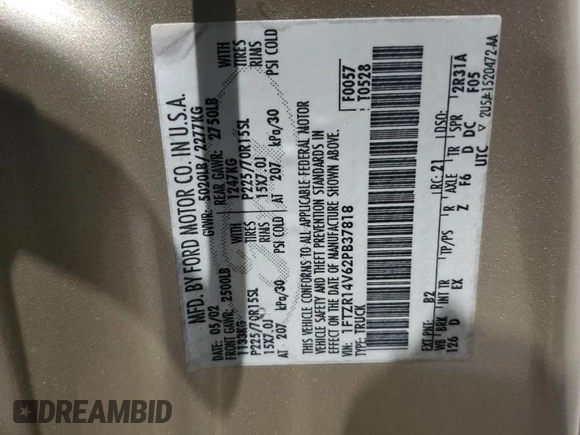 MFD. BY FORD MOTOR CO. IN U.S.A.
DATE: 05/02 GVWR: 5020LB/2277KG
FRONT GAWR: 2500LB REAR GAWR: 2750LB
1133KG WITH 1247KG WITH
P225/70R15SL TIRES P225/70R15SL TIRES
15X7.0J RIMS 15X7.0J RIMS
AT 207 kPa/30 PSI COLD AT 207 kPa/30 PSI COLD
THIS VEHICLE CONFORMS TO ALL APPLICABLE FEDERAL MOTOR
VEHICLE SAFETY AND THEFT PREVENTION STANDARDS IN
EFFECT ON THE DATE OF MANUFACTURE SHOWN ABOVE.
VIN: 1FTZR14V62PB37818 F0057
TYPE: TRUCK T0528
EXT PNT: B2 RC: 21 DSO:
WB BRK INT TR TP/PS R AXLE TR SPR 2R31A
126 D EX Z F6 D DC F05
UTC ▽ 2U5A-1520472-AA
DREAMBID